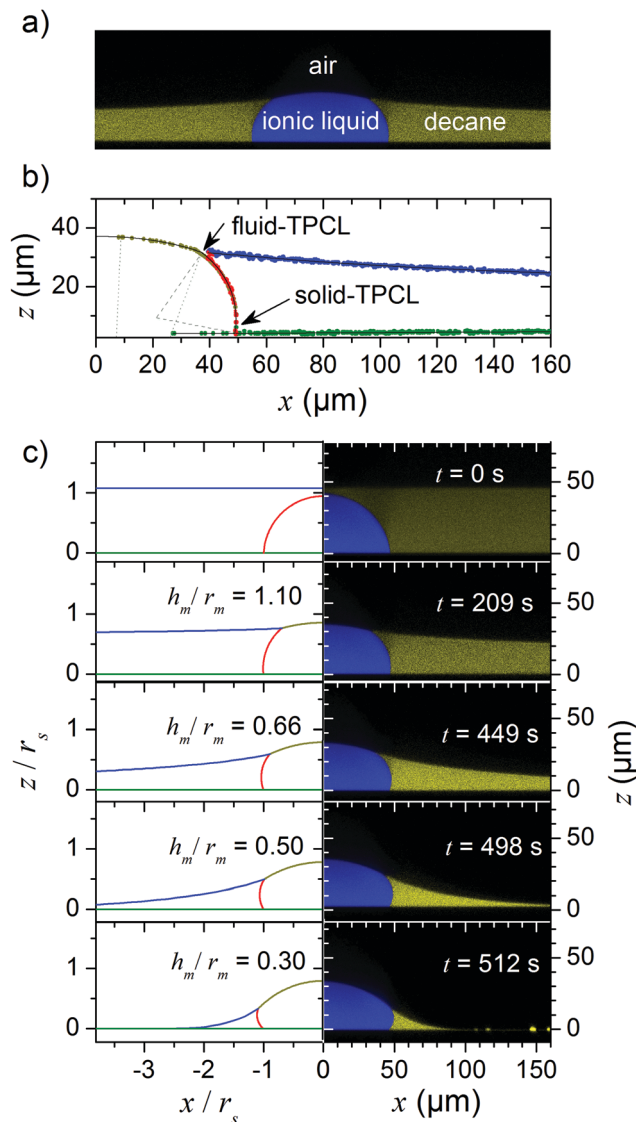 a)
air
ionic liquid
decane
b)
40
20
z (µm)
fluid-TPCL
solid-TPCL
0 20 40 60 80 100 120 140 160
x (µm)
c)
1
0
t = 0 s
50
0
h_m/r_m = 1.10
1
0
t = 209 s
50
0
h_m/r_m = 0.66
1
0
t = 449 s
50
0
h_m/r_m = 0.50
1
0
t = 498 s
50
0
h_m/r_m = 0.30
1
0
t = 512 s
50
0
z/r_s
z (µm)
-3 -2 -1 0 50 100 150
x/r_s
x (µm)